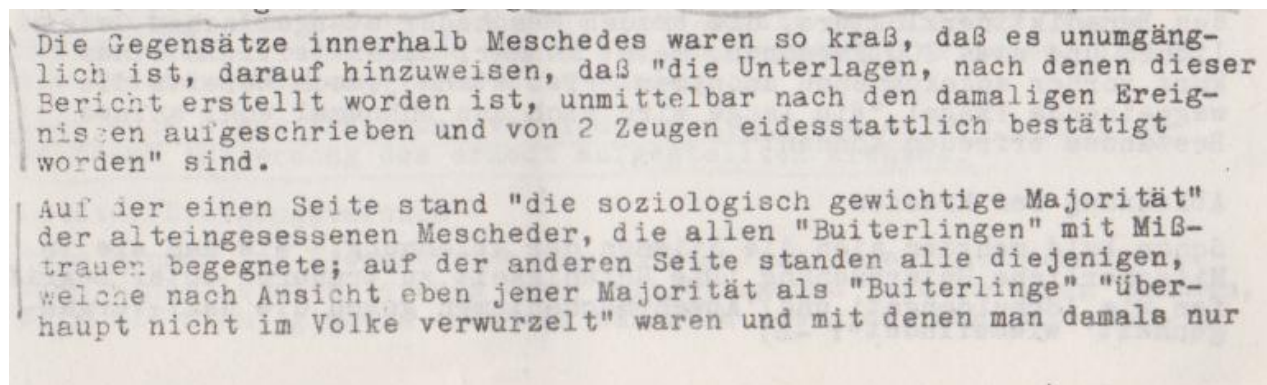 Die Gegensätze innerhalb Meschedes waren so kraß, daß es unumgäng-
lich ist, darauf hinzuweisen, daß "die Unterlagen, nach denen dieser
Bericht erstellt worden ist, unmittelbar nach den damaligen Ereig-
nissen aufgeschrieben und von 2 Zeugen eidesstattlich bestätigt
worden" sind.
Auf der einen Seite stand "die soziologisch gewichtige Majorität"
der alteingesessenen Mescheder, die allen "Buiterlingen" mit Miß-
trauen begegnete; auf der anderen Seite standen alle diejenigen,
welche nach Ansicht eben jener Majorität als "Buiterlinge" "über-
haupt nicht im Volke verwurzelt" waren und mit denen man damals nur